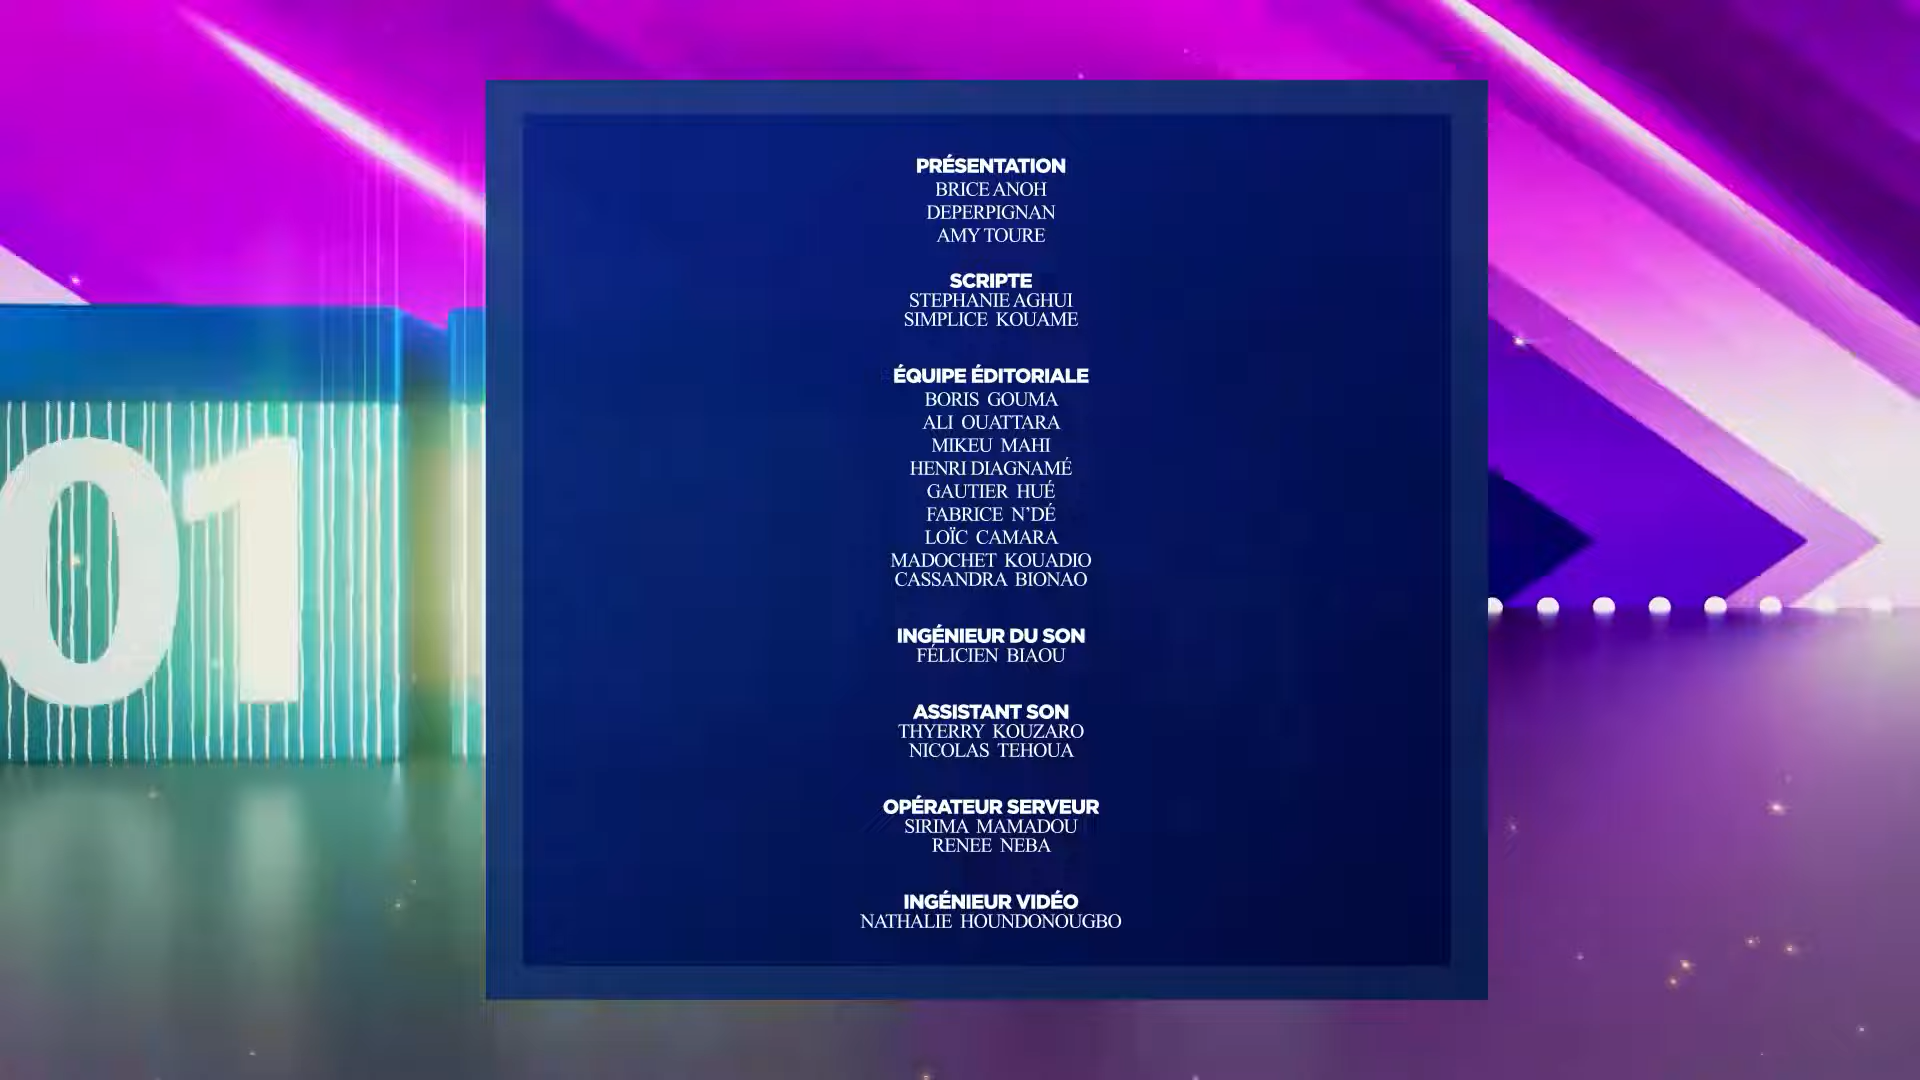 01
PRÉSENTATION
BRICE ANOH
DEPERPIGNAN
AMY TOURE
SCRIPTE
STEPHANIE AGHUI
SIMPLICE KOUAME
ÉQUIPE ÉDITORIALE
BORIS GOUMA
ALI OUATTARA
MIKEU MAHI
HENRI DIAGNAMÉ
GAUTIER HUÉ
FABRICE N’DÉ
LOÏC CAMARA
MADOCHET KOUADIO
CASSANDRA BIONAO
INGÉNIEUR DU SON
FÉLICIEN BIAOU
ASSISTANT SON
THYERRY KOUZARO
NICOLAS TEHOUA
OPÉRATEUR SERVEUR
SIRIMA MAMADOU
RENEE NEBA
INGÉNIEUR VIDÉO
NATHALIE HOUNDONOUGBO